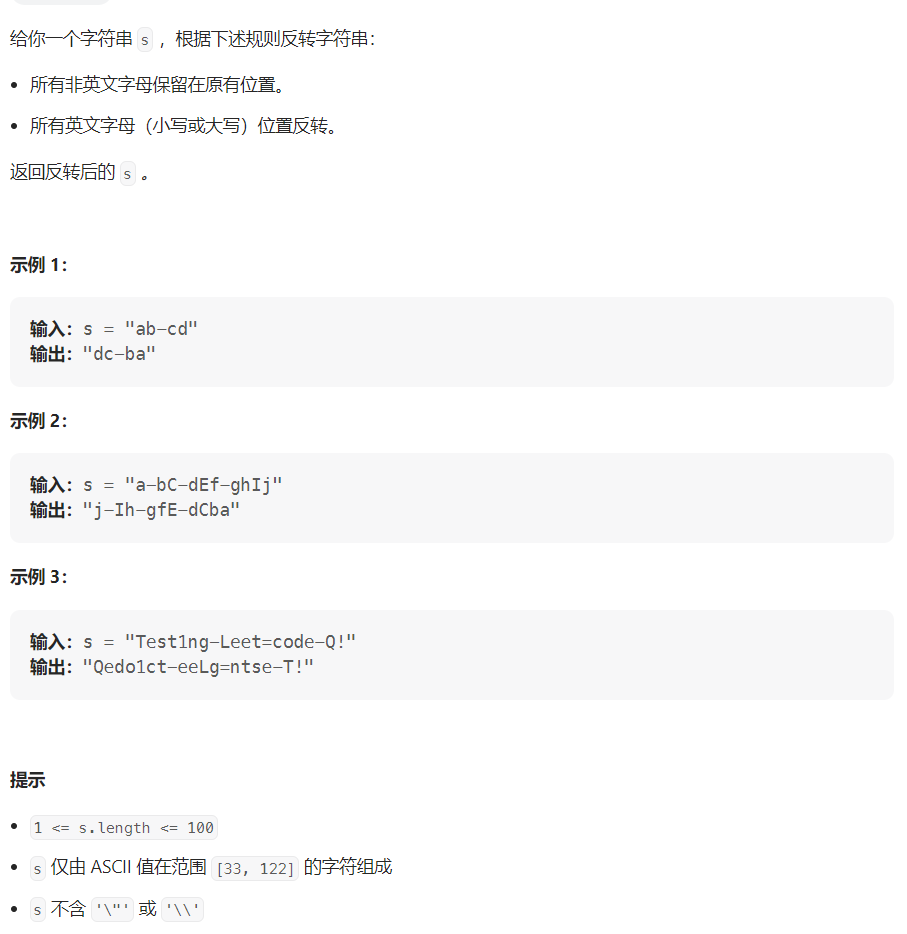 给你一个字符串 s ，根据下述规则反转字符串：
• 所有非英文字母保留在原有位置。
• 所有英文字母（小写或大写）位置反转。
返回反转后的 s 。
示例 1：
输入：s = "ab-cd"
输出："dc-ba"
示例 2：
输入：s = "a-bC-dEf-ghIj"
输出："j-Ih-gfE-dCba"
示例 3：
输入：s = "Test1ng-Leet=code-Q!"
输出："Qedo1ct-eeLg=ntse-T!"
提示
• 1 <= s.length <= 100
• s 仅由 ASCII 值在范围 [33, 122] 的字符组成
• s 不含 '\"' 或 '\\'